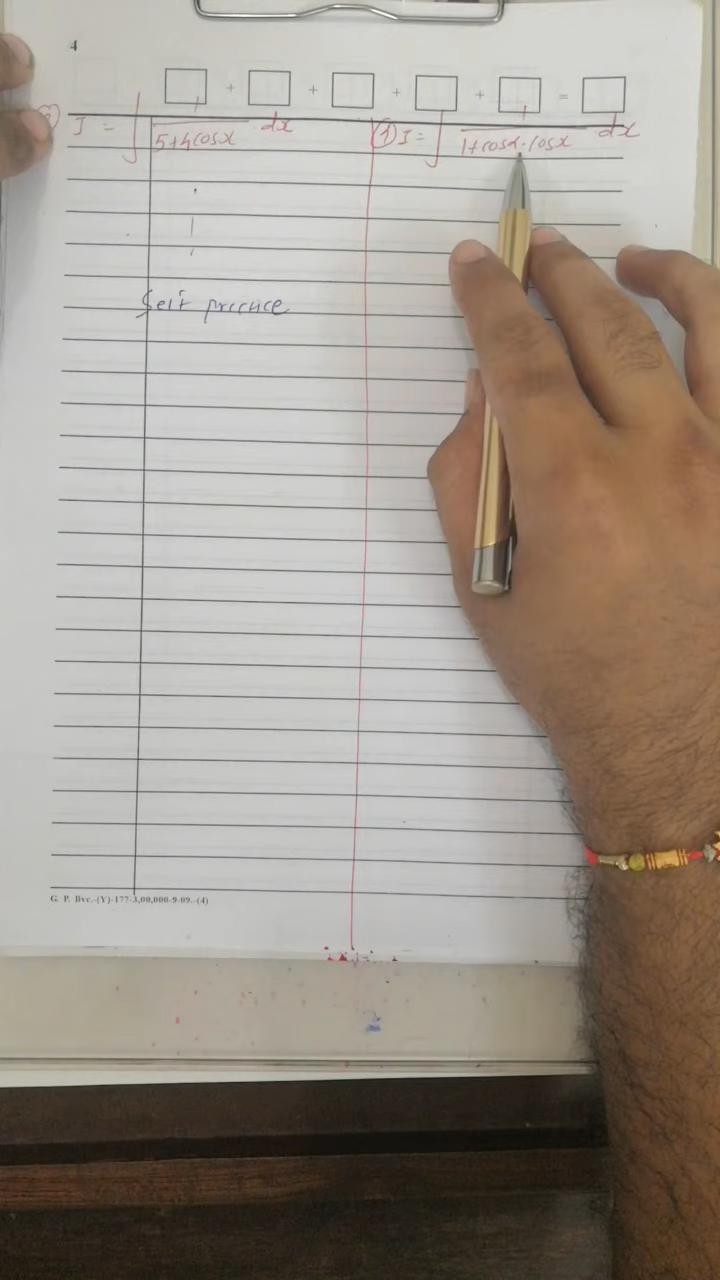 4
+ + + + =
I = ∫ 1/(5+4cosx) dx
(1) I = ∫ 1/(1+cosα·cosx) dx
Self practice
G. P. Bvc.-(Y)-177-3,00,000-9-09.-(4)